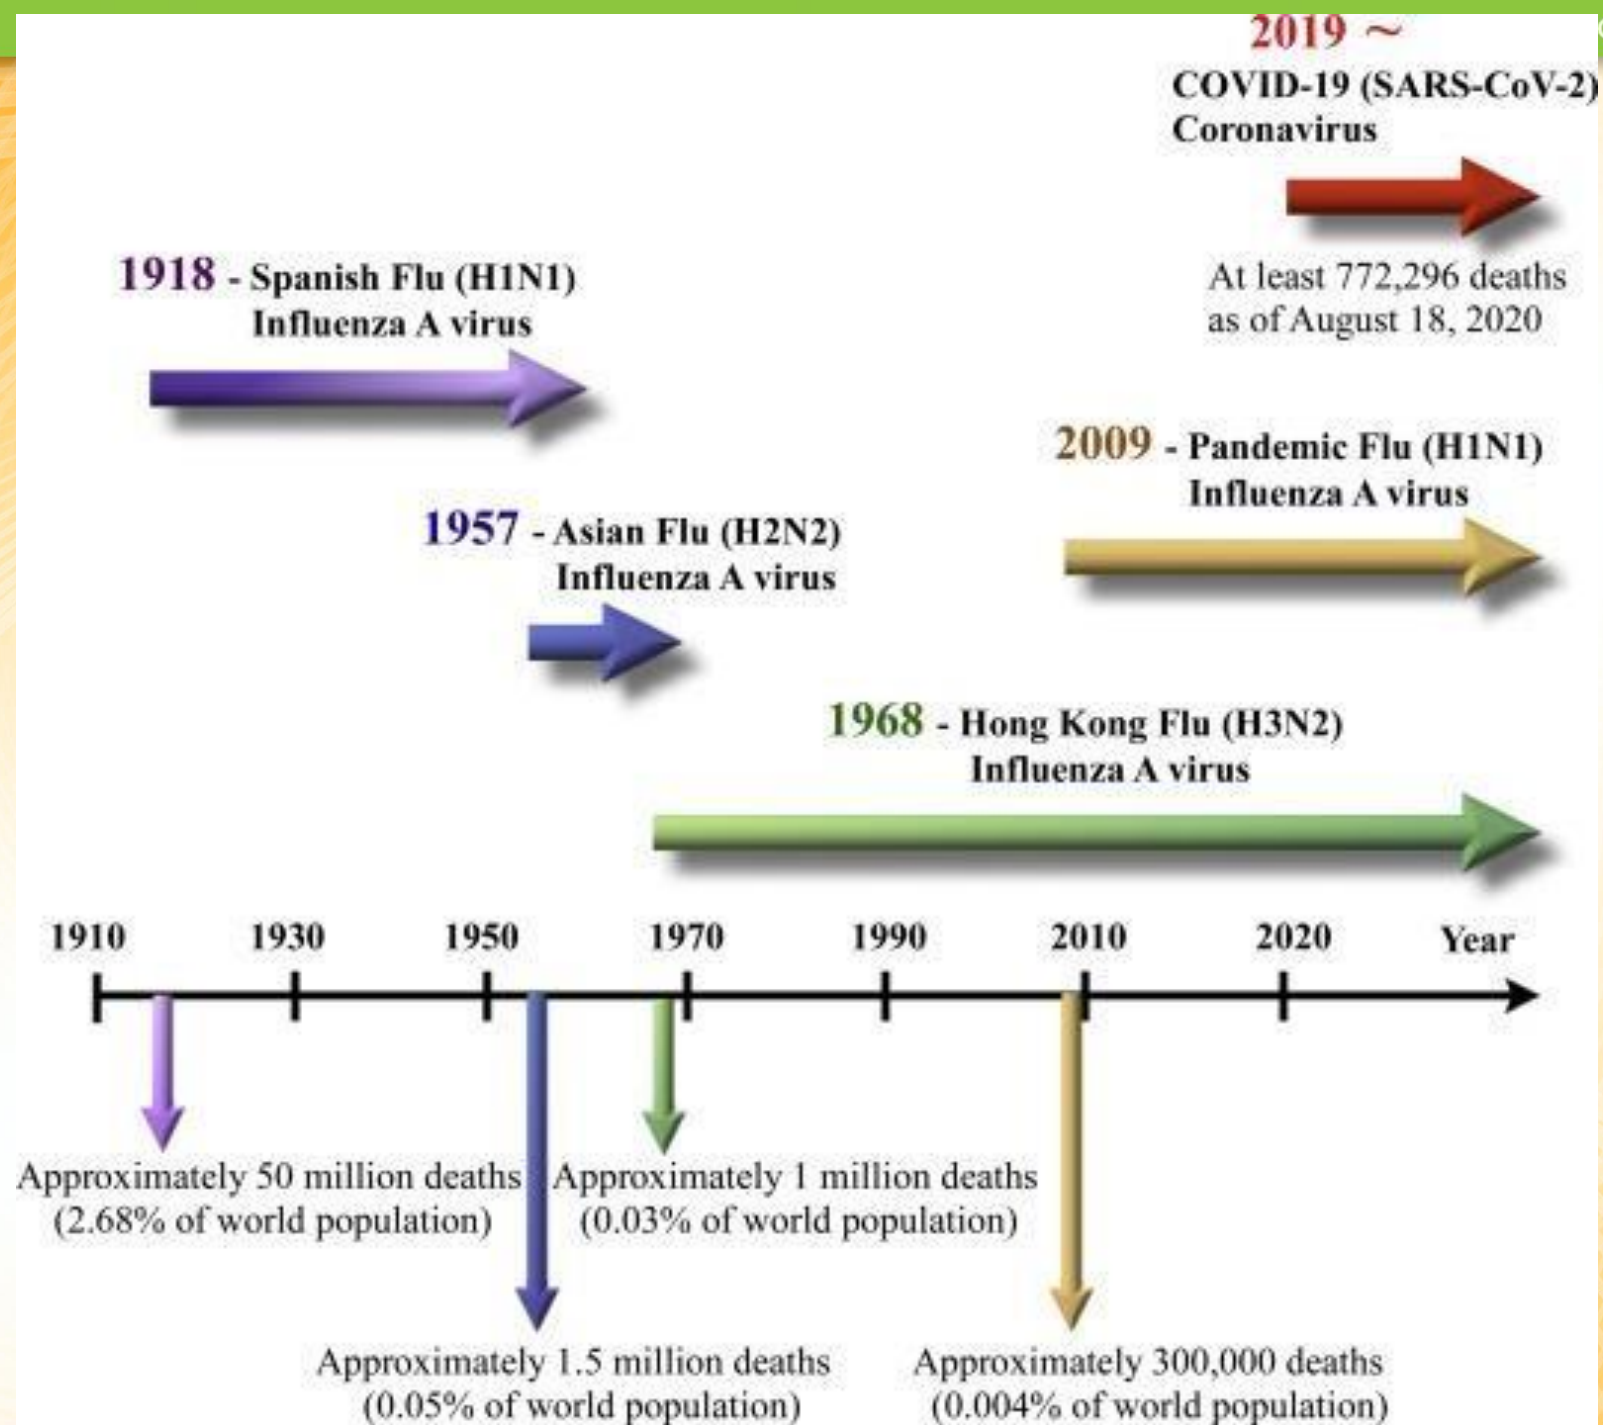 2019 ~
COVID-19 (SARS-CoV-2)
Coronavirus
At least 772,296 deaths
as of August 18, 2020
1918 - Spanish Flu (H1N1)
Influenza A virus
2009 - Pandemic Flu (H1N1)
Influenza A virus
1957 - Asian Flu (H2N2)
Influenza A virus
1968 - Hong Kong Flu (H3N2)
Influenza A virus
1910 1930 1950 1970 1990 2010 2020 Year
Approximately 50 million deaths
(2.68% of world population)
Approximately 1 million deaths
(0.03% of world population)
Approximately 1.5 million deaths
(0.05% of world population)
Approximately 300,000 deaths
(0.004% of world population)